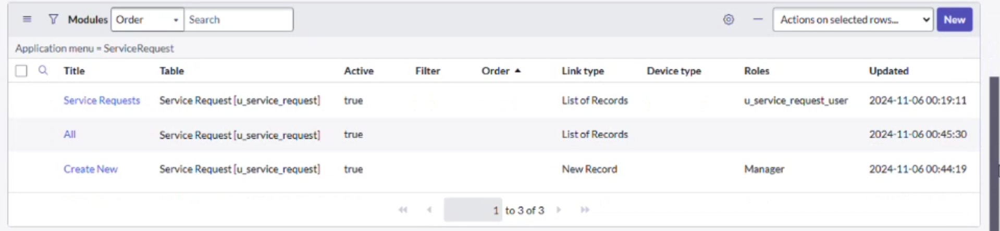 Modules Order Search Actions on selected rows... New
Application menu = ServiceRequest
Title Table Active Filter Order Link type Device type Roles Updated
Service Requests Service Request [u_service_request] true List of Records u_service_request_user 2024-11-06 00:19:11
All Service Request [u_service_request] true List of Records 2024-11-06 00:45:30
Create New Service Request [u_service_request] true New Record Manager 2024-11-06 00:44:19
1 to 3 of 3